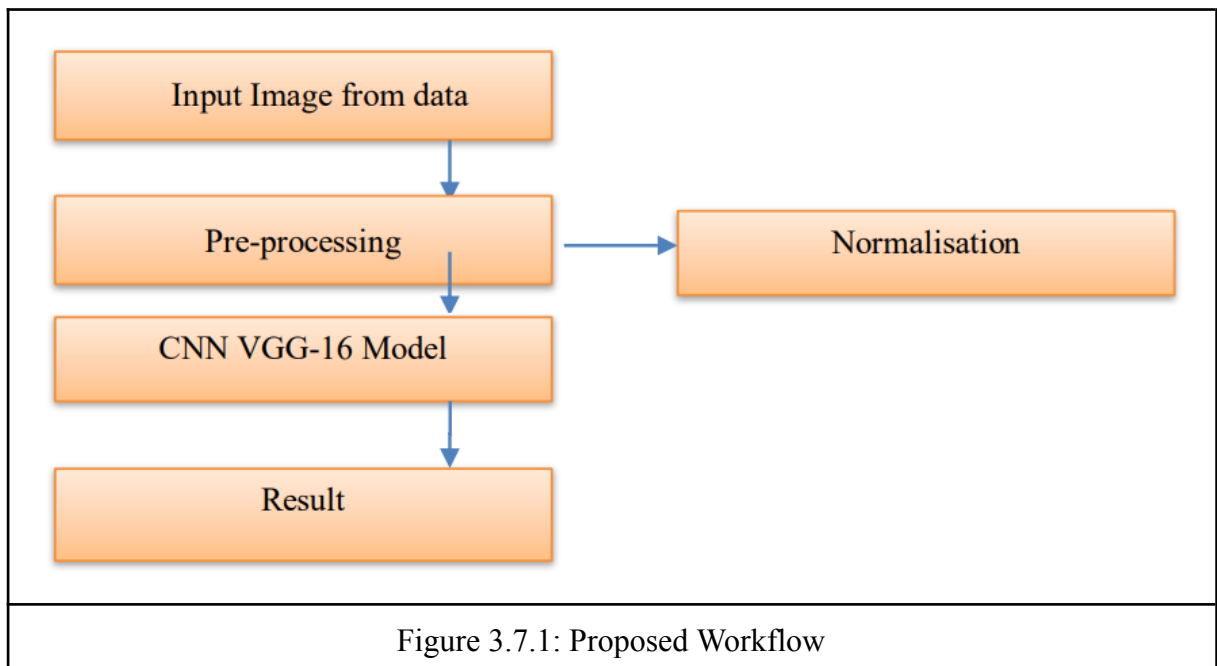 Input Image from data
Pre-processing
Normalisation
CNN VGG-16 Model
Result
Figure 3.7.1: Proposed Workflow